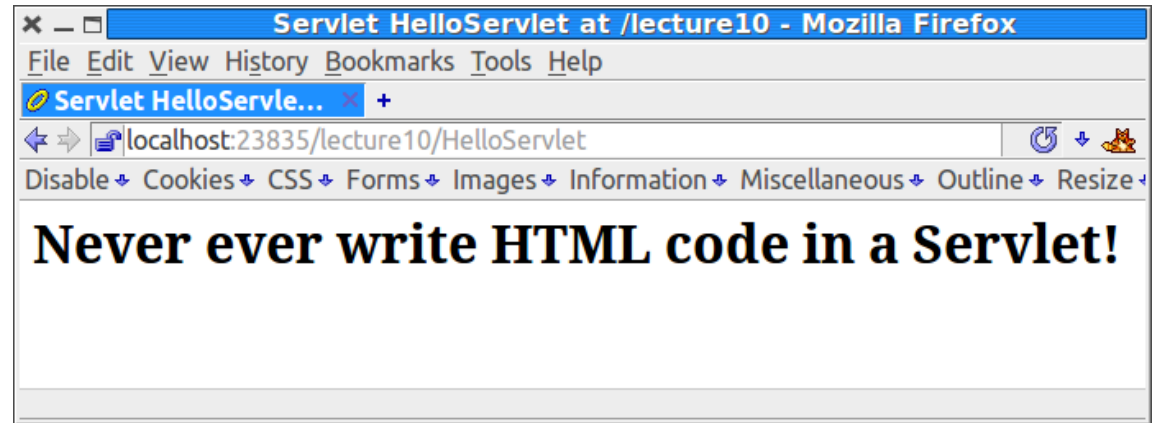 Servlet HelloServlet at /lecture10 - Mozilla Firefox
File Edit View History Bookmarks Tools Help
Servlet HelloServle... × +
localhost:23835/lecture10/HelloServlet
Disable Cookies CSS Forms Images Information Miscellaneous Outline Resize
Never ever write HTML code in a Servlet!